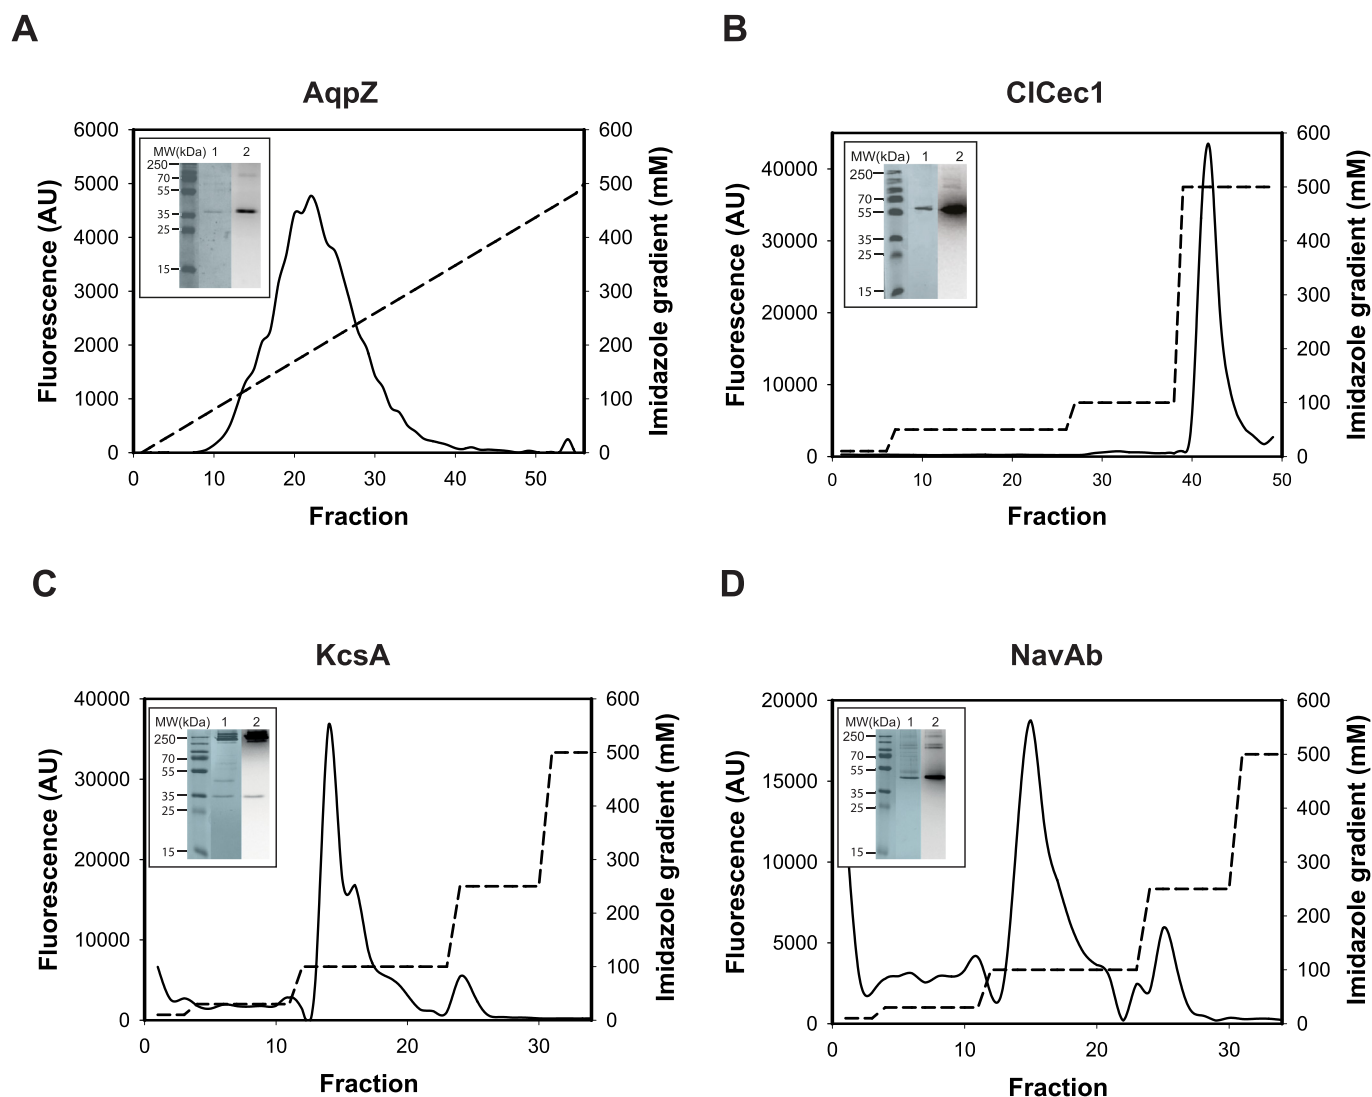 A
AqpZ
6000
5000
4000
3000
2000
1000
0
Fluorescence (AU)
600
500
400
300
200
100
0
Imidazole gradient (mM)
MW(kDa) 1 2
250
70
55
35
25
15
0 10 20 30 40 50
Fraction
B
ClCec1
40000
30000
20000
10000
0
Fluorescence (AU)
600
500
400
300
200
100
0
Imidazole gradient (mM)
MW(kDa) 1 2
250
70
55
35
25
15
0 10 20 30 40 50
Fraction
C
KcsA
40000
30000
20000
10000
0
Fluorescence (AU)
600
500
400
300
200
100
0
Imidazole gradient (mM)
MW(kDa) 1 2
250
70
55
35
25
15
0 10 20 30
Fraction
D
NavAb
20000
15000
10000
5000
0
Fluorescence (AU)
600
500
400
300
200
100
0
Imidazole gradient (mM)
MW(kDa) 1 2
250
70
55
35
25
15
0 10 20 30
Fraction